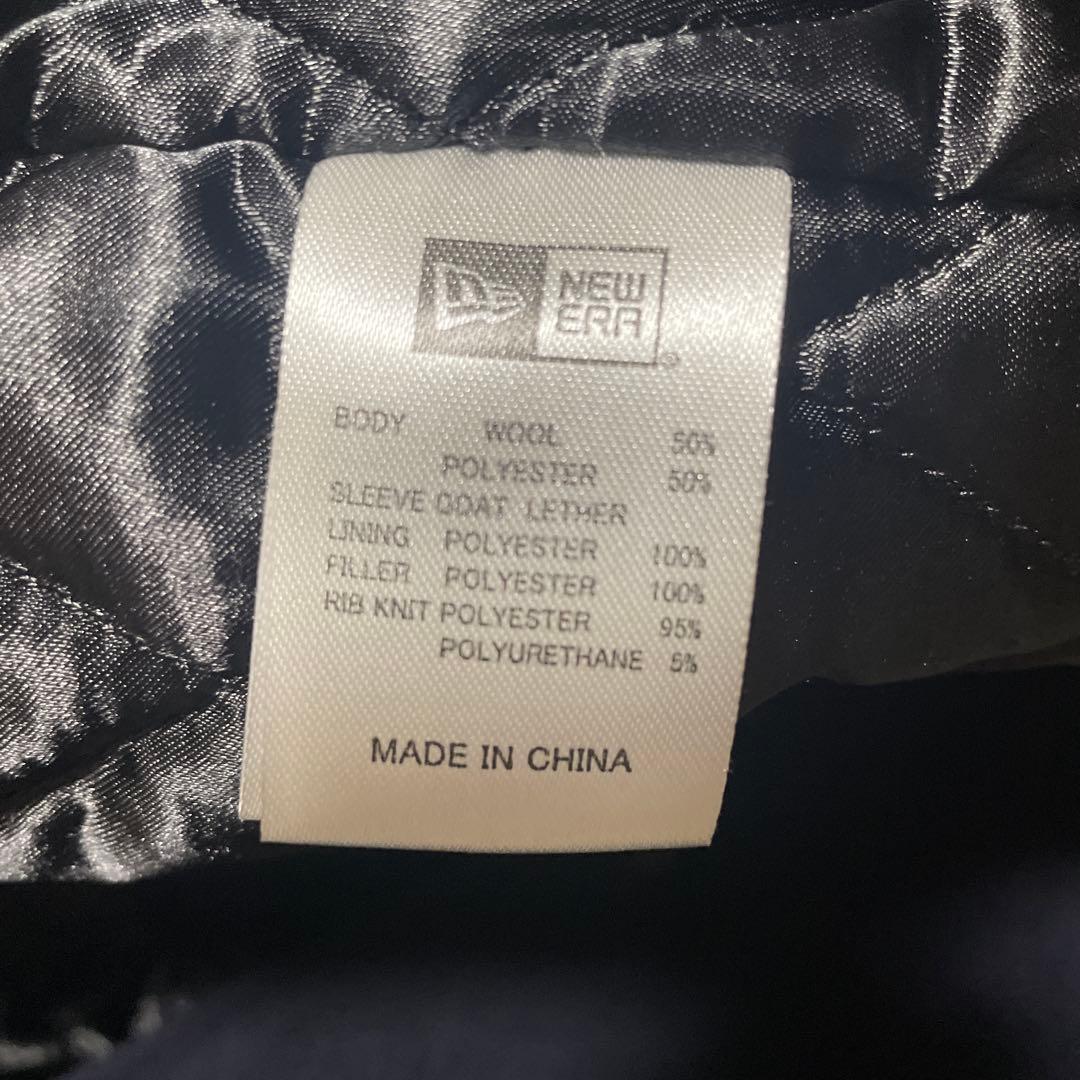 NEW
ERA
BODY WOOL 50%
POLYESTER 50%
SLEEVE GOAT LETHER
LINING POLYESTER 100%
FILLER POLYESTER 100%
RIB KNIT POLYESTER 95%
POLYURETHANE 5%
MADE IN CHINA